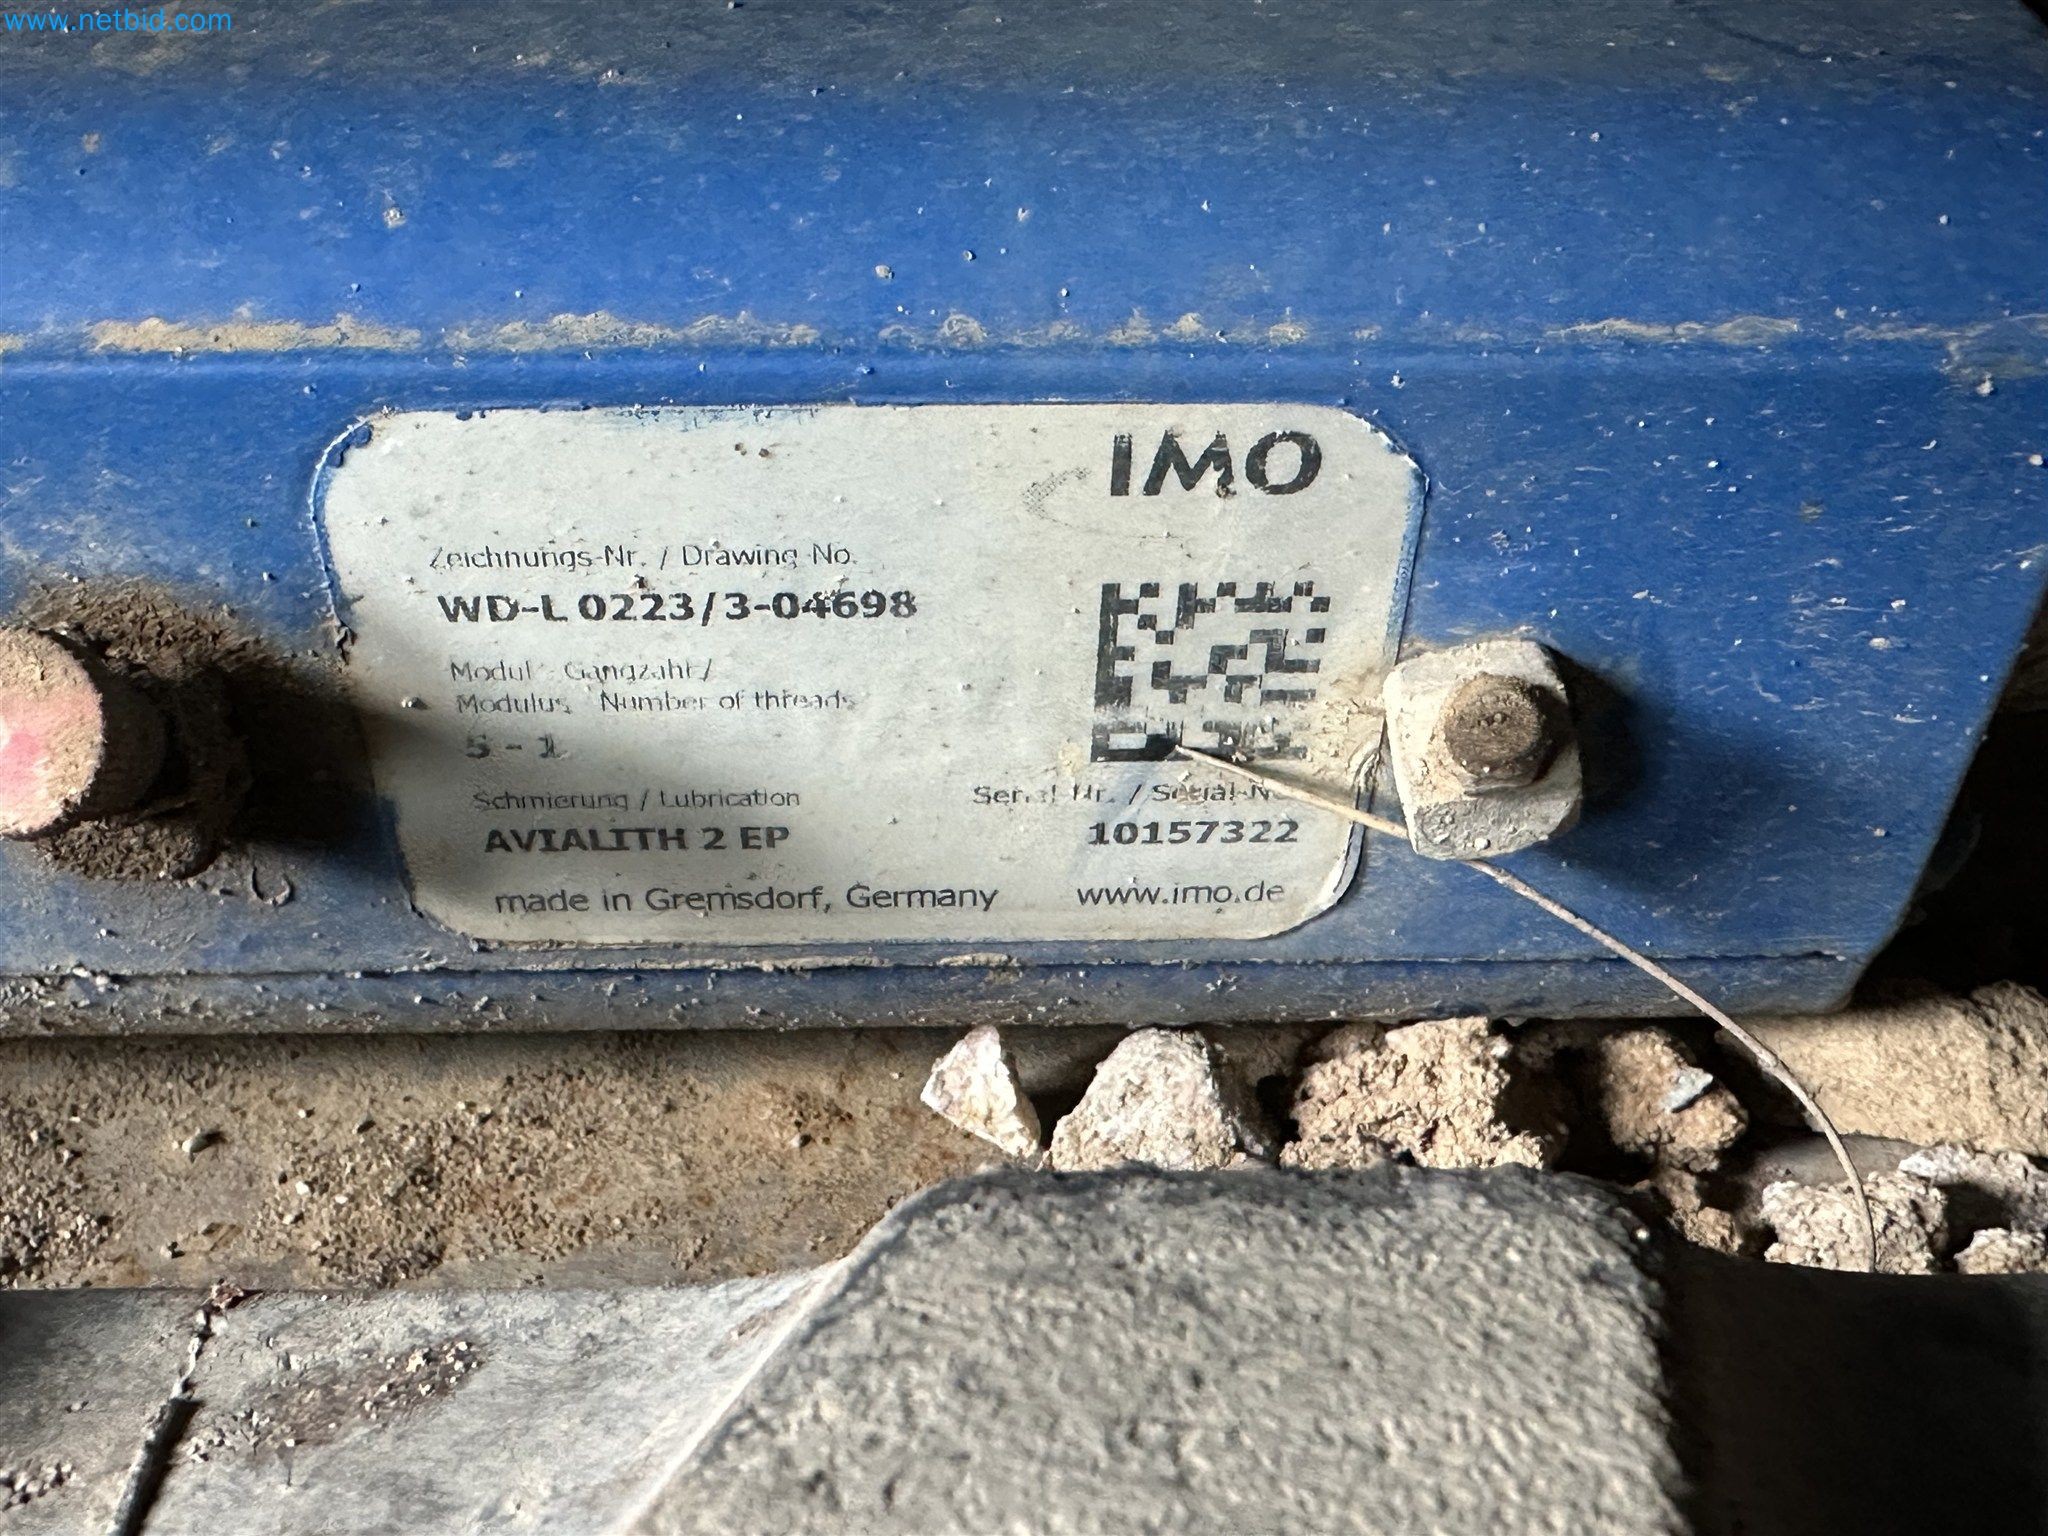 www.netbid.com
IMO
Zeichnungs-Nr. / Drawing No.
WD-L 0223/3-04698
Modul - Gangzahl /
Modulus - Number of threads
5 - 1
Schmierung / Lubrication
AVIALITH 2 EP
Serial Nr. / Serial-No.
10157322
made in Gremsdorf, Germany
www.imo.de